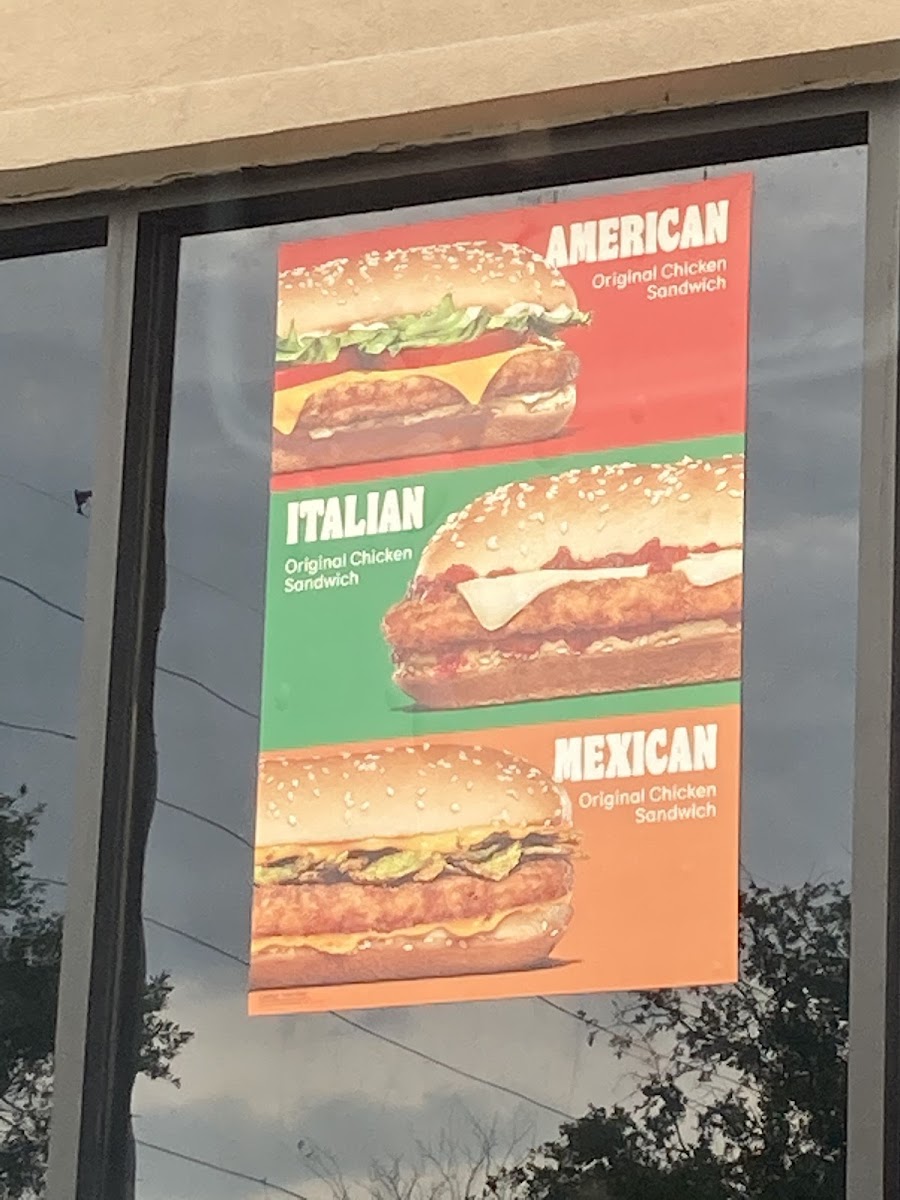 AMERICAN
Original Chicken
Sandwich
ITALIAN
Original Chicken
Sandwich
MEXICAN
Original Chicken
Sandwich